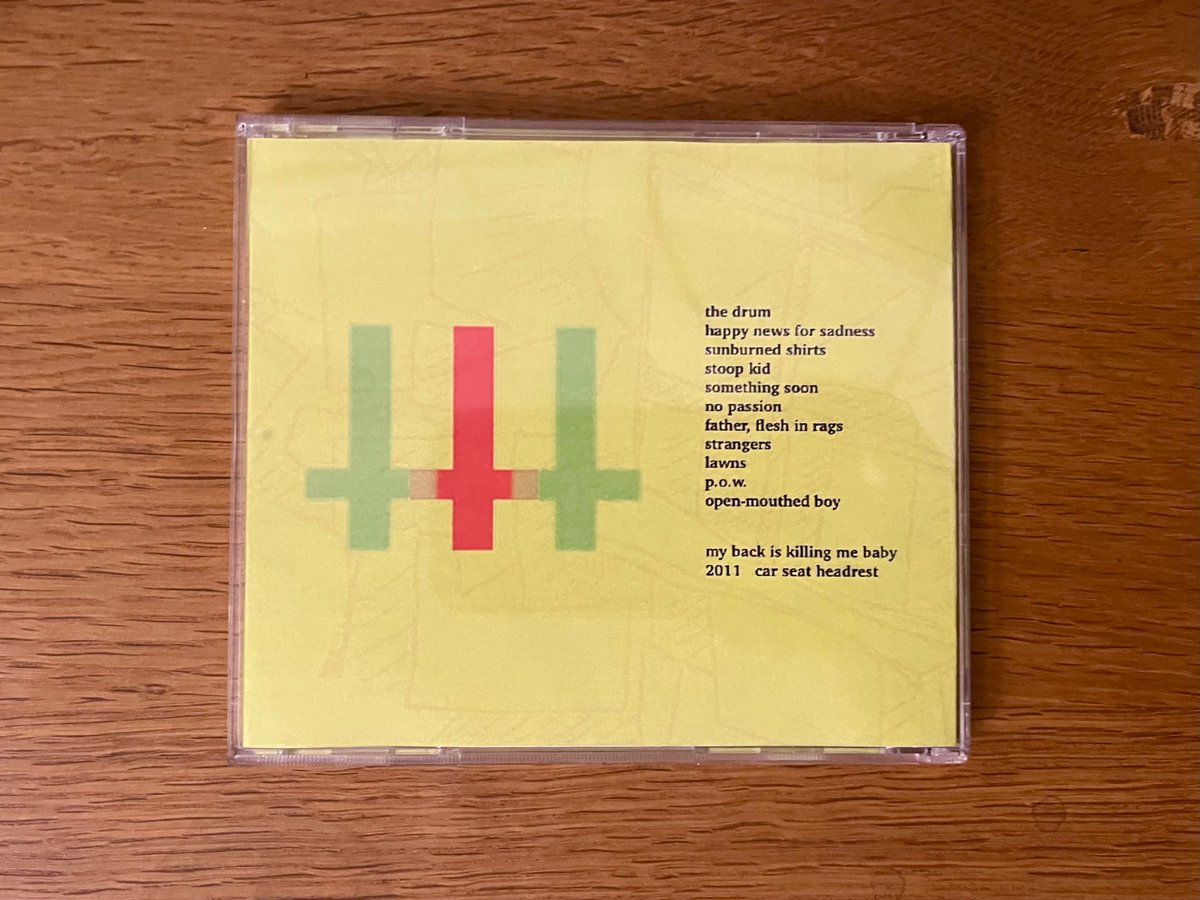 the drum
happy news for sadness
sunburned shirts
stoop kid
something soon
no passion
father, flesh in rags
strangers
lawns
p.o.w.
open-mouthed boy
my back is killing me baby
2011 car seat headrest